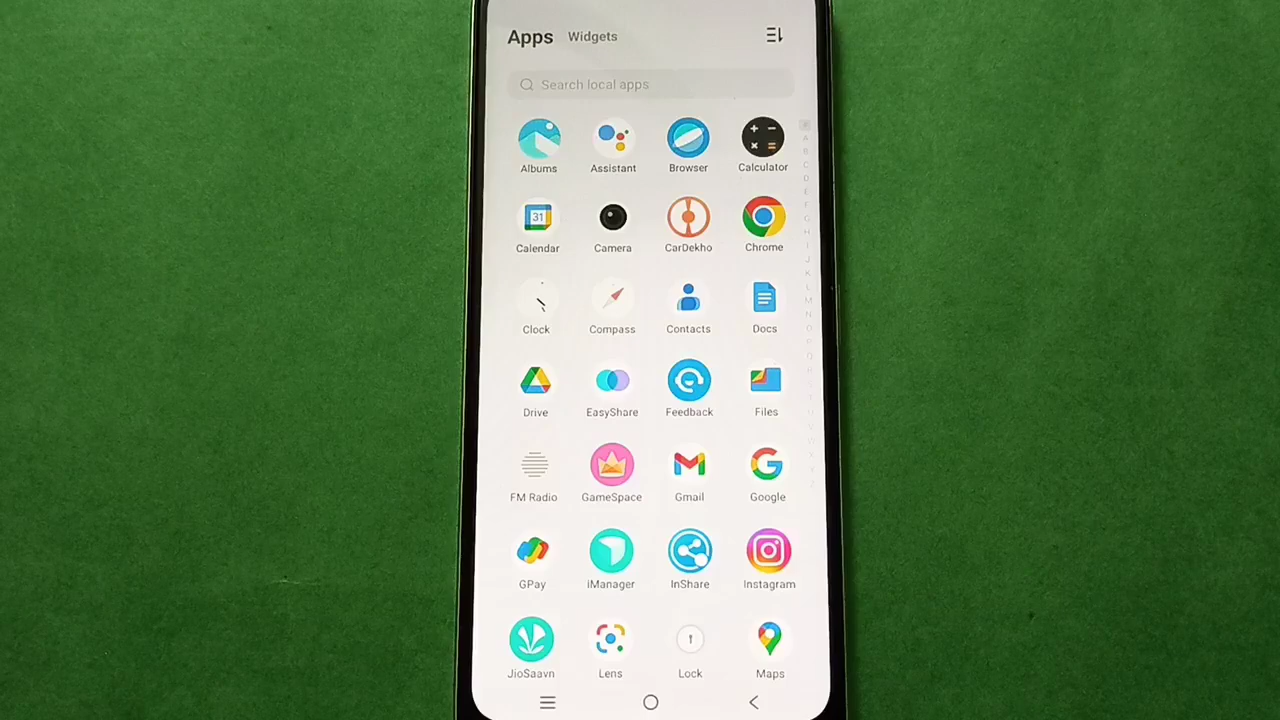 Apps Widgets
Search local apps
Albums Assistant Browser Calculator
31
Calendar Camera CarDekho Chrome
Clock Compass Contacts Docs
Drive EasyShare Feedback Files
FM Radio GameSpace Gmail Google
GPay iManager InShare Instagram
JioSaavn Lens Lock Maps